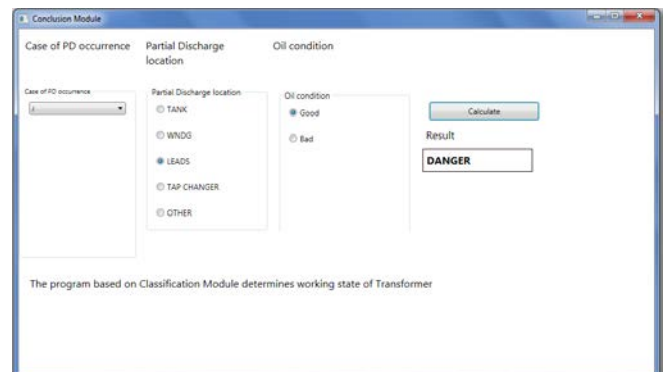 Conclusion Module
Case of PD occurrence
Partial Discharge
location
Oil condition
Case of PD occurrence
Partial Discharge location
TANK
WNDG
LEADS
TAP CHANGER
OTHER
Oil condition
Good
Bad
Calculate
Result
DANGER
The program based on Classification Module determines working state of Transformer